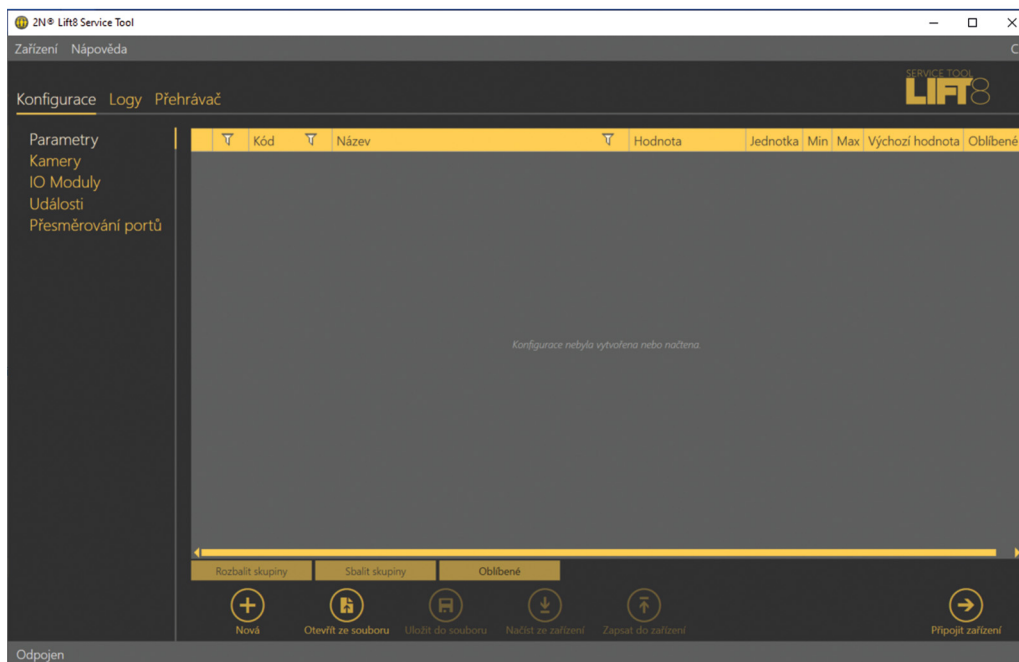 2N® Lift8 Service Tool
Zařízení Nápověda
SERVICE TOOL
LIFT8
Konfigurace Logy Přehrávač
Parametry
Kamery
IO Moduly
Události
Přesměrování portů
Kód Název Hodnota Jednotka Min Max Výchozí hodnota Oblíbené
Konfigurace nebyla vytvořena nebo načtena.
Rozbalit skupiny Sbalit skupiny Oblíbené
Nová Otevřít ze souboru Uložit do souboru Načíst ze zařízení Zapsat do zařízení Připojit zařízení
Odpojen